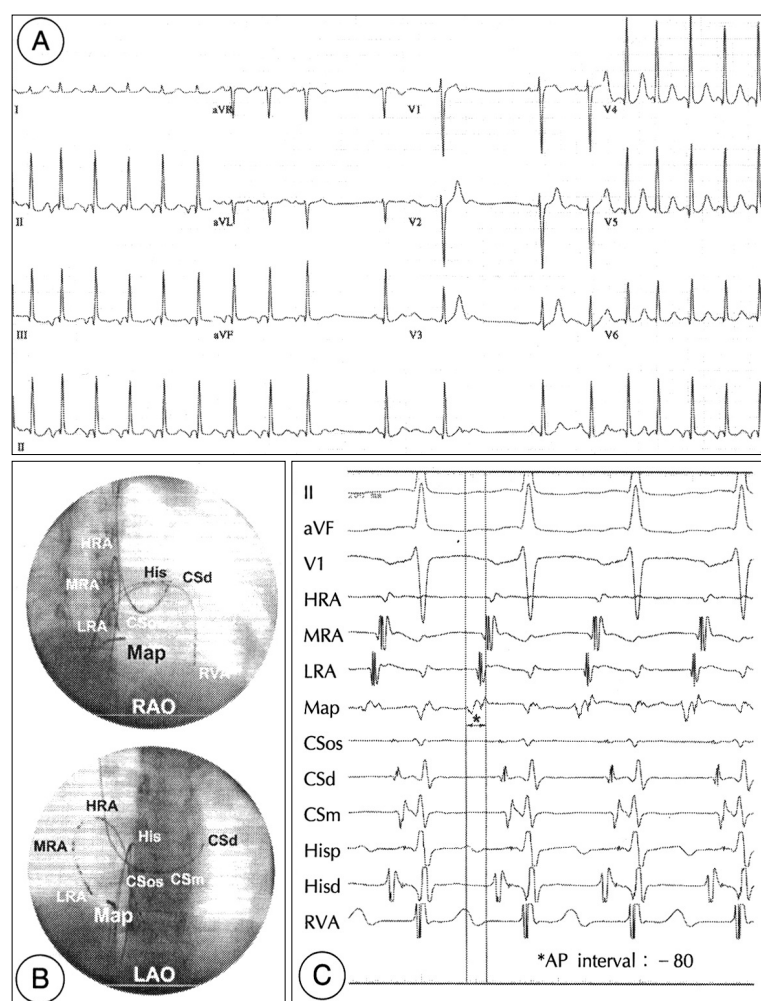 A
I
aVR
V1
V4
II
aVL
V2
V5
III
aVF
V3
V6
II
B
HRA
His
CSd
MRA
LRA
Map
RVA
RAO
HRA
His
CSd
MRA
CSos
CSm
LRA
Map
LAO
C
II
aVF
V1
HRA
MRA
LRA
Map
*
CSos
CSd
CSm
Hisp
Hisd
RVA
*AP interval : − 80